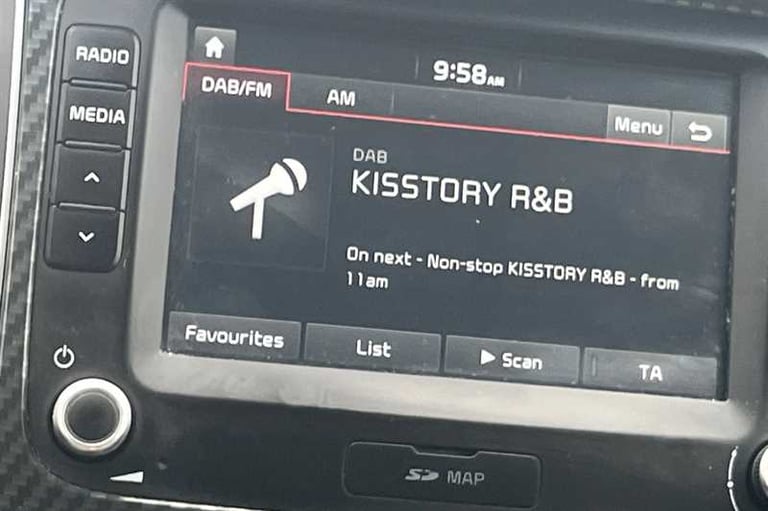 RADIO
MEDIA
9:58AM
DAB/FM
AM
Menu
DAB
KISSTORY R&B
On next - Non-stop KISSTORY R&B - from
11am
Favourites
List
Scan
TA
SD MAP